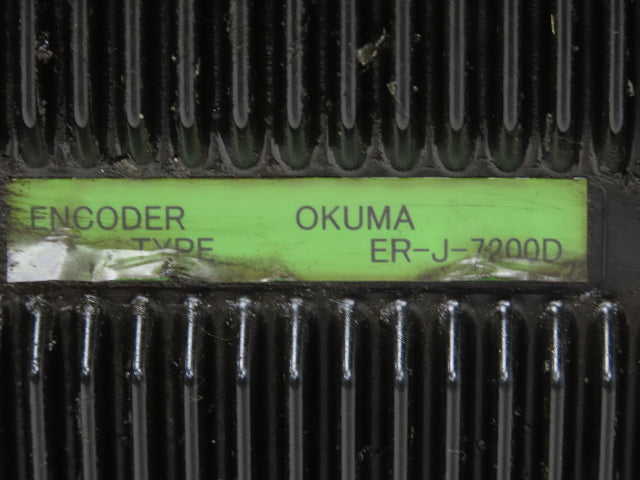 ENCODER OKUMA
TYPE ER-J-7200D